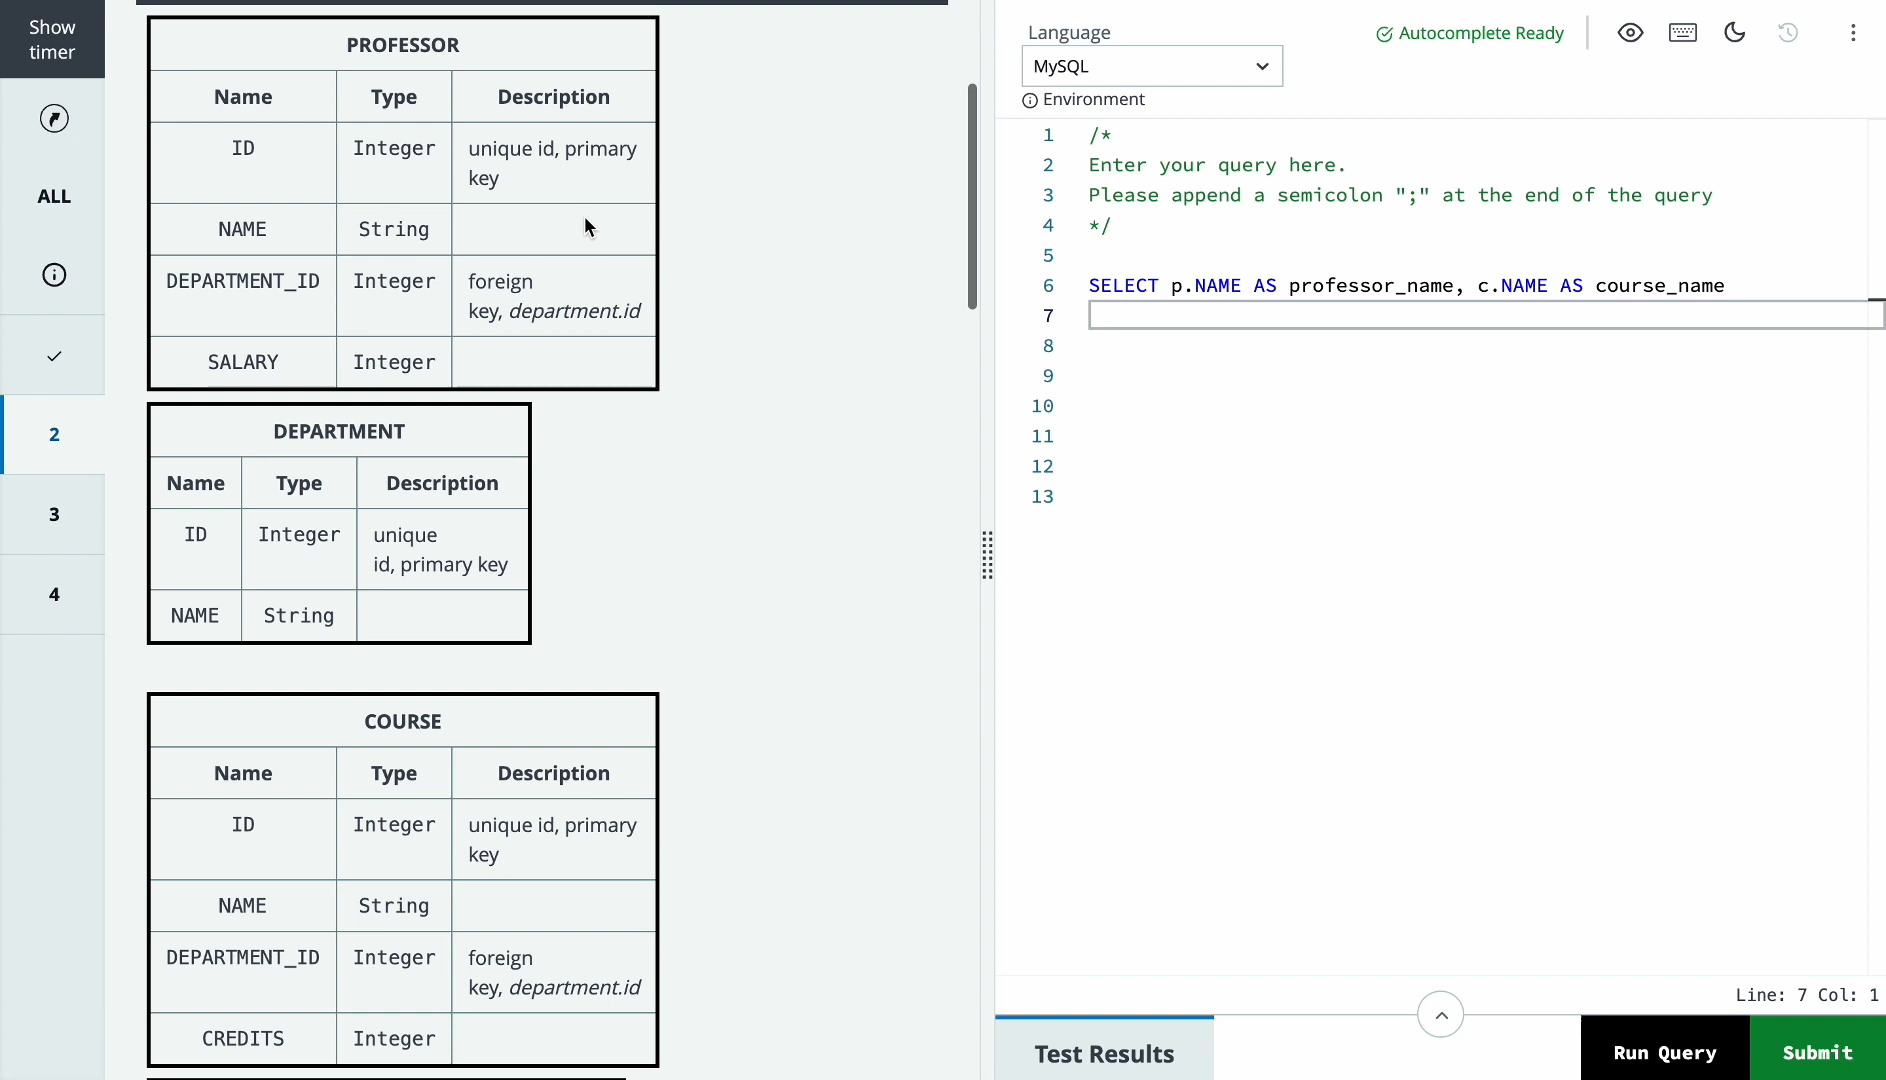 Show
timer
ALL
2
3
4
PROFESSOR
Name Type Description
ID Integer unique id, primary
key
NAME String
DEPARTMENT_ID Integer foreign
key, department.id
SALARY Integer
DEPARTMENT
Name Type Description
ID Integer unique
id, primary key
NAME String
COURSE
Name Type Description
ID Integer unique id, primary
key
NAME String
DEPARTMENT_ID Integer foreign
key, department.id
CREDITS Integer
Language
Autocomplete Ready
MySQL
Environment
1 /*
2 Enter your query here.
3 Please append a semicolon ";" at the end of the query
4 */
5
6 SELECT p.NAME AS professor_name, c.NAME AS course_name
7
8
9
10
11
12
13
Line: 7 Col: 1
Test Results
Run Query
Submit